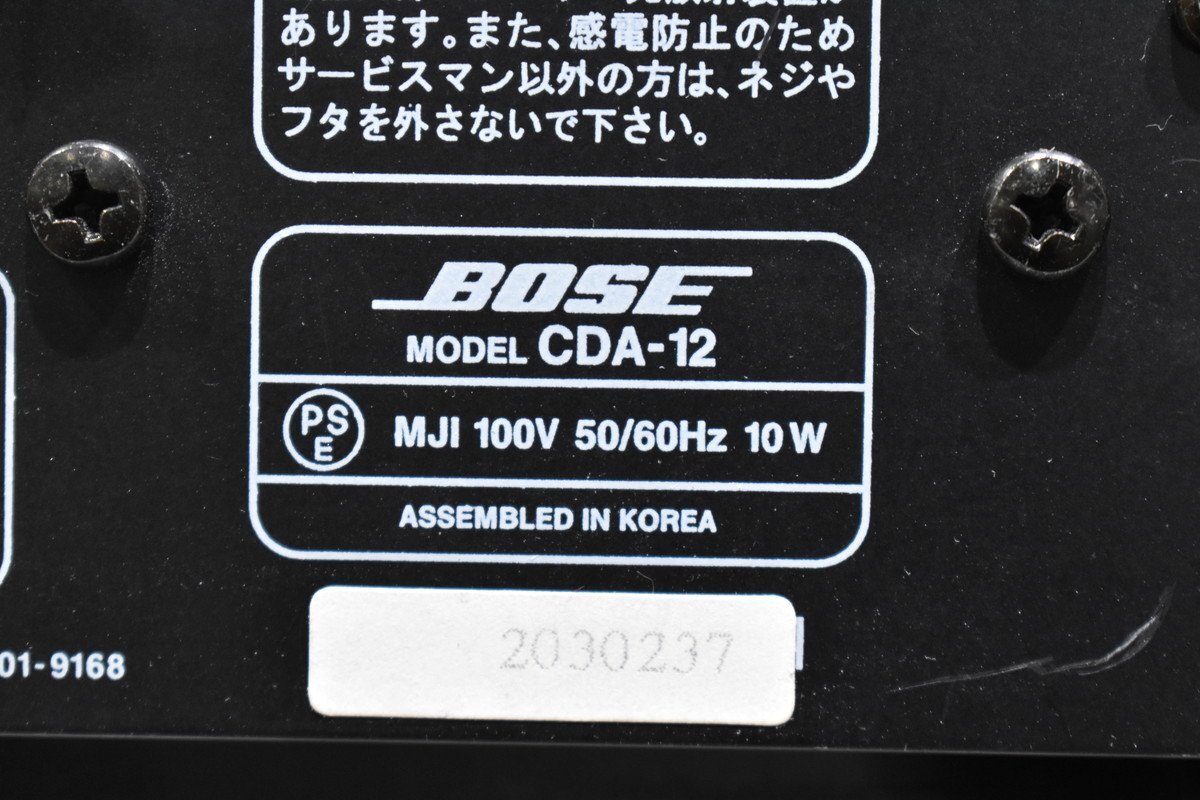 あります。また、感電防止のため
サービスマン以外の方は、ネジや
フタを外さないで下さい。
BOSE
MODEL CDA-12
PS
E
MJI 100V 50/60Hz 10W
ASSEMBLED IN KOREA
2030237
01-9168